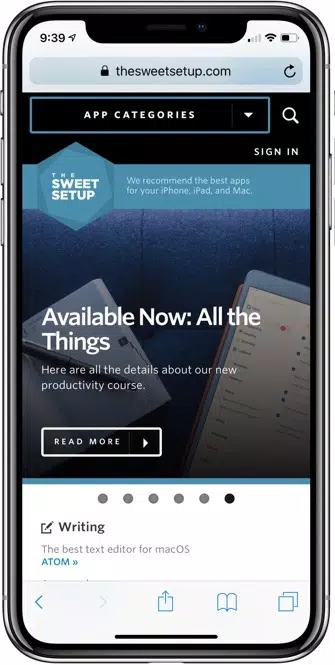 9:39
thesweetsetup.com
APP CATEGORIES
SIGN IN
THE
SWEET
SETUP
We recommend the best apps
for your iPhone, iPad, and Mac.
Available Now: All the
Things
Here are all the details about our new
productivity course.
READ MORE
Writing
The best text editor for macOS
ATOM »